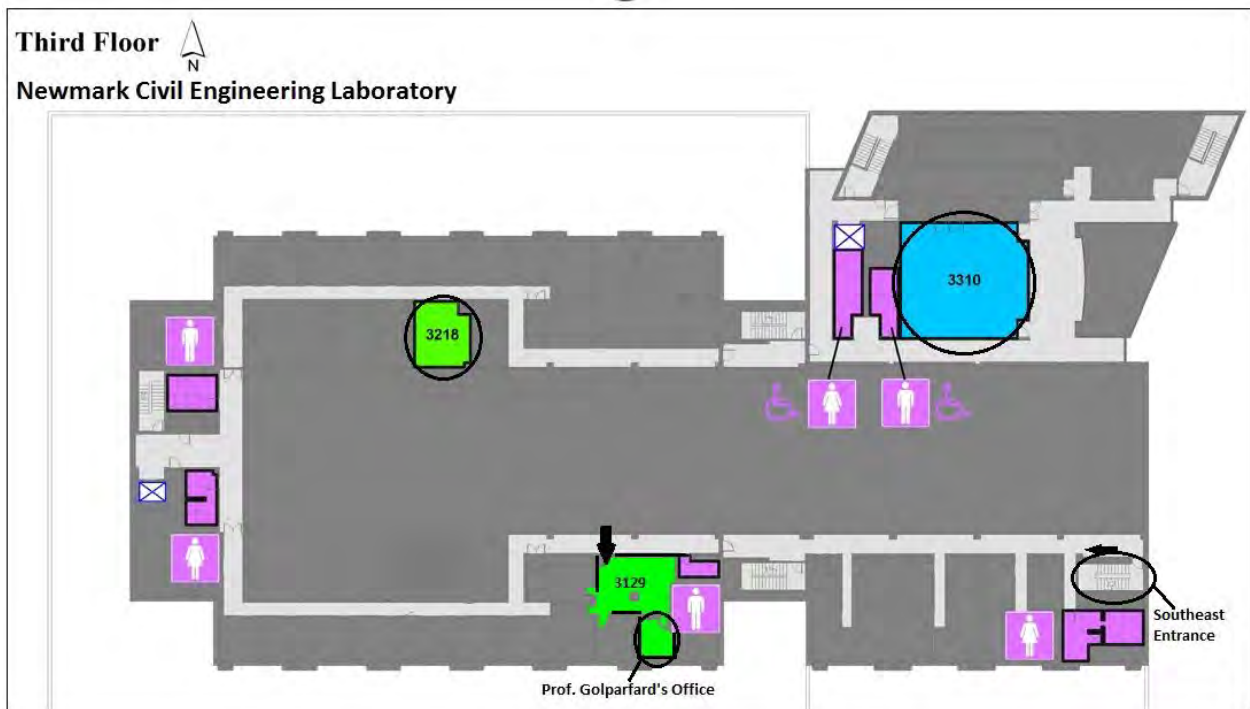 Third Floor
N
Newmark Civil Engineering Laboratory
3310
3218
3129
Southeast
Entrance
Prof. Golparfard's Office